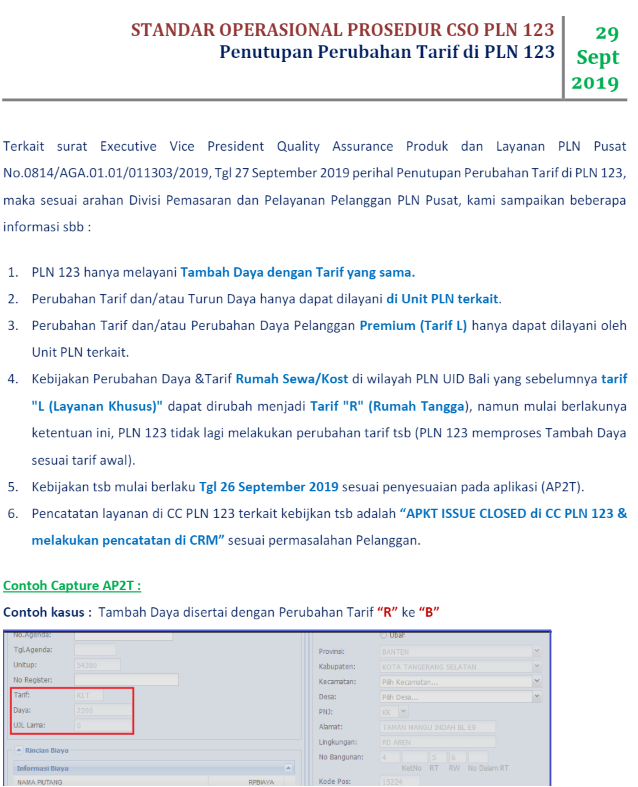 STANDAR OPERASIONAL PROSEDUR CSO PLN 123
Penutupan Perubahan Tarif di PLN 123
29
Sept
2019
Terkait surat Executive Vice President Quality Assurance Produk dan Layanan PLN Pusat
No.0814/AGA.01.01/011303/2019, Tgl 27 September 2019 perihal Penutupan Perubahan Tarif di PLN 123,
maka sesuai arahan Divisi Pemasaran dan Pelayanan Pelanggan PLN Pusat, kami sampaikan beberapa
informasi sbb :
1. PLN 123 hanya melayani Tambah Daya dengan Tarif yang sama.
2. Perubahan Tarif dan/atau Turun Daya hanya dapat dilayani di Unit PLN terkait.
3. Perubahan Tarif dan/atau Perubahan Daya Pelanggan Premium (Tarif L) hanya dapat dilayani oleh
Unit PLN terkait.
4. Kebijakan Perubahan Daya &Tarif Rumah Sewa/Kost di wilayah PLN UID Bali yang sebelumnya tarif
"L (Layanan Khusus)" dapat dirubah menjadi Tarif "R" (Rumah Tangga), namun mulai berlakunya
ketentuan ini, PLN 123 tidak lagi melakukan perubahan tarif tsb (PLN 123 memproses Tambah Daya
sesuai tarif awal).
5. Kebijakan tsb mulai berlaku Tgl 26 September 2019 sesuai penyesuaian pada aplikasi (AP2T).
6. Pencatatan layanan di CC PLN 123 terkait kebijkan tsb adalah “APKT ISSUE CLOSED di CC PLN 123 &
melakukan pencatatan di CRM” sesuai permasalahan Pelanggan.
Contoh Capture AP2T :
Contoh kasus : Tambah Daya disertai dengan Perubahan Tarif “R” ke “B”
No.Agenda:
Tgl.Agenda:
Unitup: 54380
No Register:
Tarif:
Daya: 2200
UJL Lama: 0
Rincian Biaya
Informasi Biaya
NAMA PIUTANG RPBIAYA
Ubah
Provinsi: BANTEN
Kabupaten: KOTA TANGERANG SELATAN
Kecamatan: Pilih Kecamatan...
Desa: Pilih Desa...
PNJ: KK
Alamat: TAMAN MANGU INDAH BL E9
Lingkungan: PD AREN
No Bangunan: 4 5 6
KetNo RT RW No Dalam RT
Kode Pos: 15224